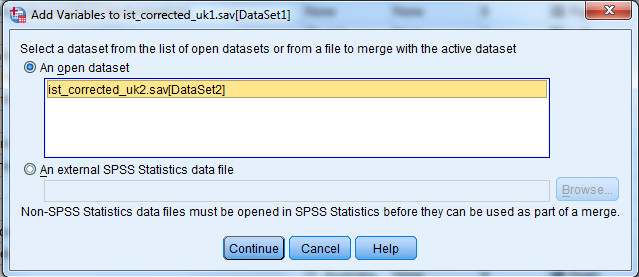 Add Variables to ist_corrected_uk1.sav[DataSet1]
Select a dataset from the list of open datasets or from a file to merge with the active dataset
An open dataset
ist_corrected_uk2.sav[DataSet2]
An external SPSS Statistics data file
Browse...
Non-SPSS Statistics data files must be opened in SPSS Statistics before they can be used as part of a merge.
Continue Cancel Help